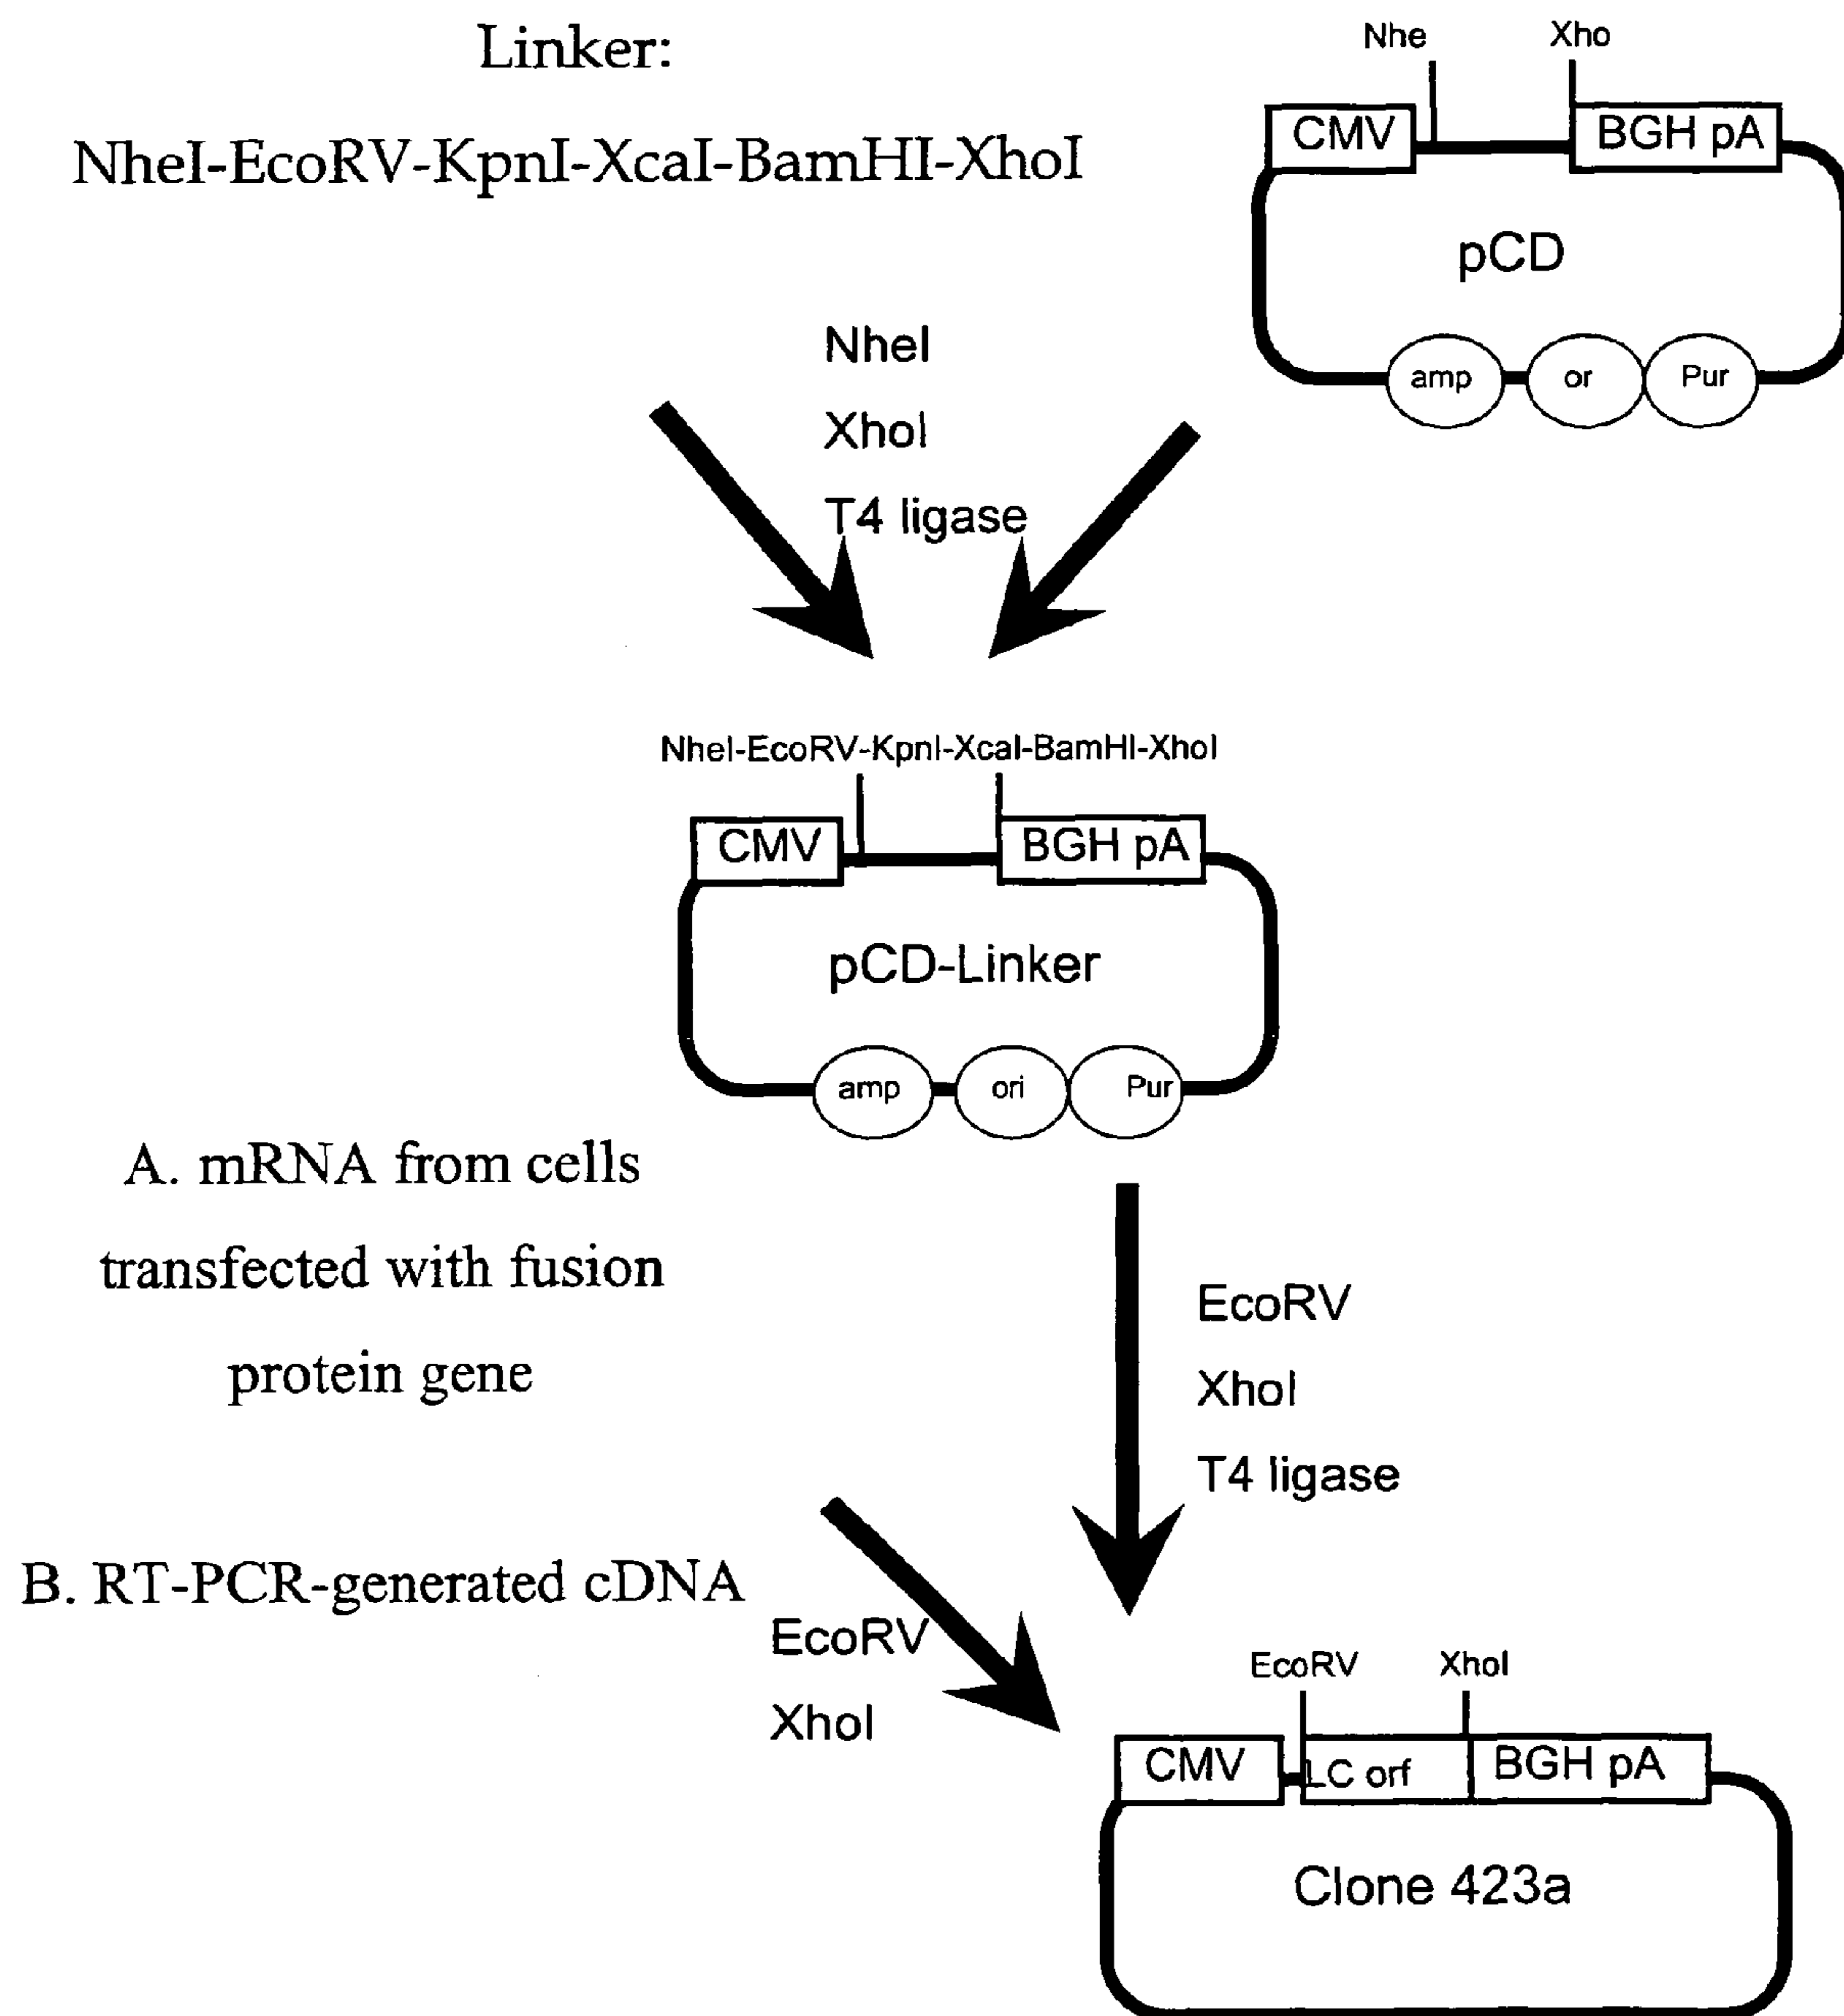 Linker:
NheI-EcoRV-KpnI-XcaI-BamHI-XhoI
Nhe
Xho
CMV
BGH pA
pCD
amp
or
Pur
NheI
XhoI
T4 ligase
NheI-EcoRV-KpnI-XcaI-BamHI-XhoI
CMV
BGH pA
pCD-Linker
amp
ori
Pur
A. mRNA from cells
transfected with fusion
protein gene
EcoRV
XhoI
T4 ligase
B. RT-PCR-generated cDNA
EcoRV
XhoI
EcoRV
XhoI
CMV
LC orf
BGH pA
Clone 423a